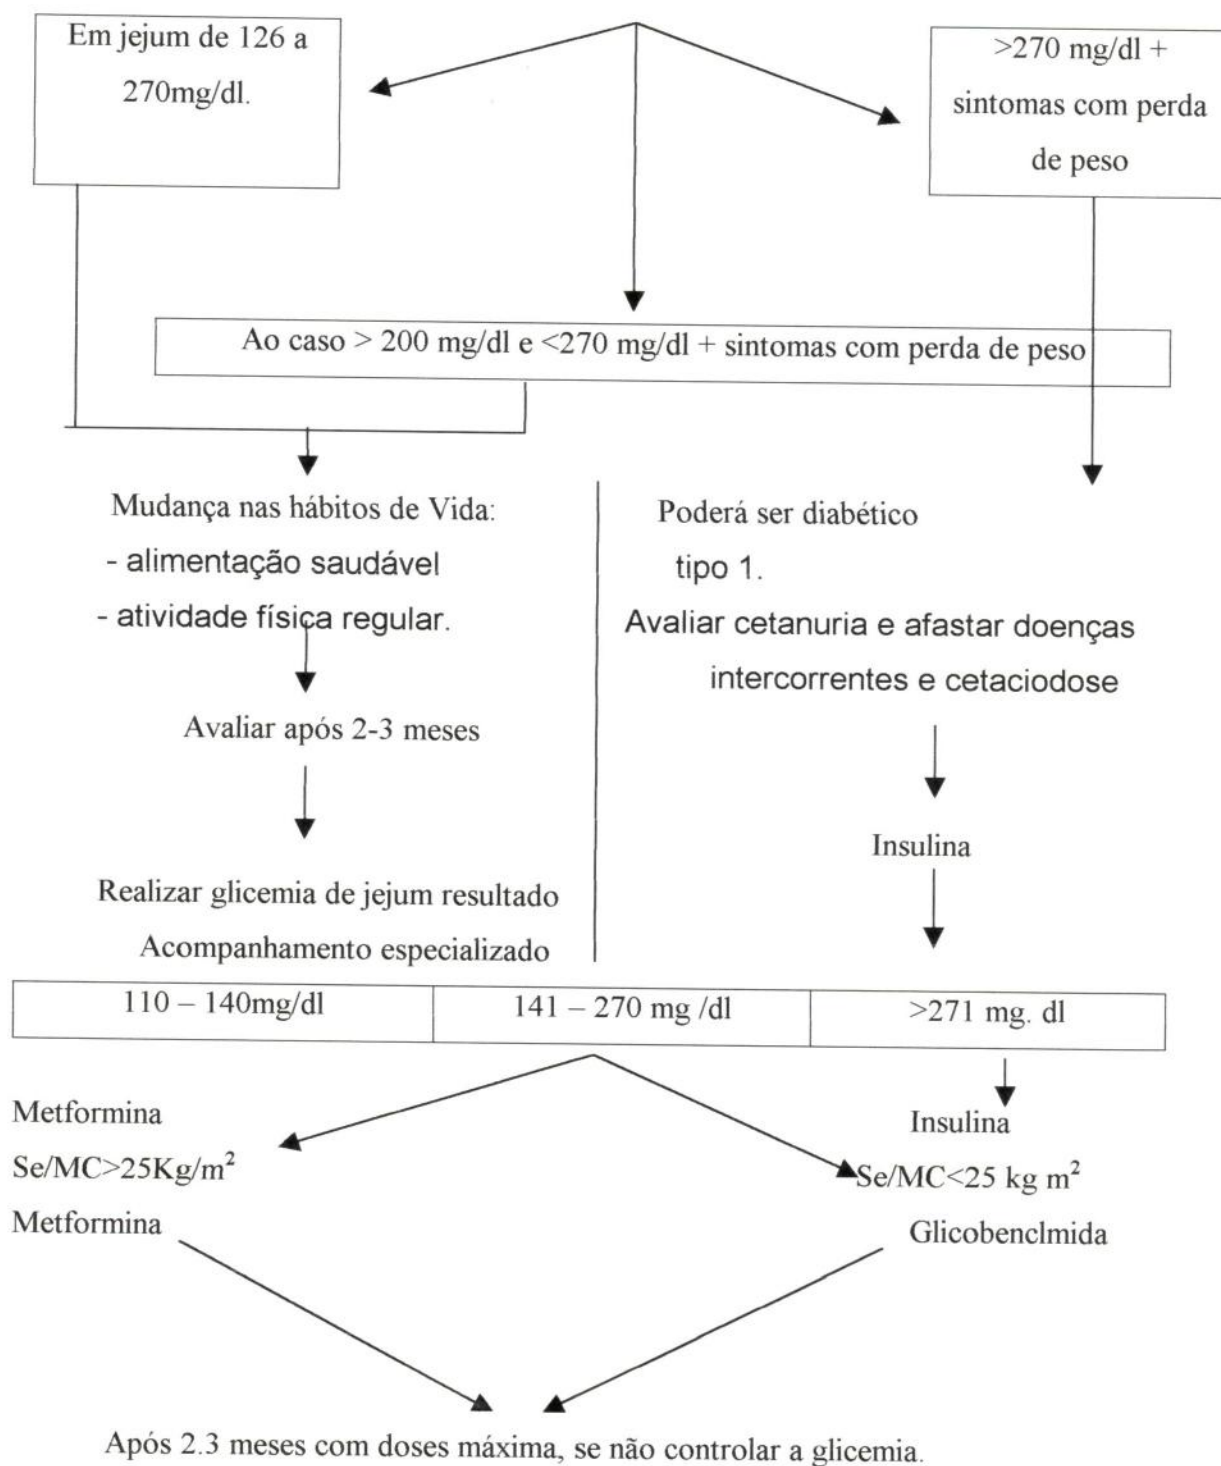 Em jejum de 126 a
270mg/dl.
>270 mg/dl +
sintomas com perda
de peso
Ao caso > 200 mg/dl e <270 mg/dl + sintomas com perda de peso
Mudança nas hábitos de Vida:
- alimentação saudável
- atividade física regular.
Avaliar após 2-3 meses
Realizar glicemia de jejum resultado
Acompanhamento especializado
Poderá ser diabético
tipo 1.
Avaliar cetanuria e afastar doenças
intercorrentes e cetaciodose
Insulina
110 – 140mg/dl
141 – 270 mg /dl
>271 mg. dl
Metformina
Se/MC>25Kg/m²
Metformina
Insulina
Se/MC<25 kg m²
Glicobenclmida
Após 2.3 meses com doses máxima, se não controlar a glicemia.